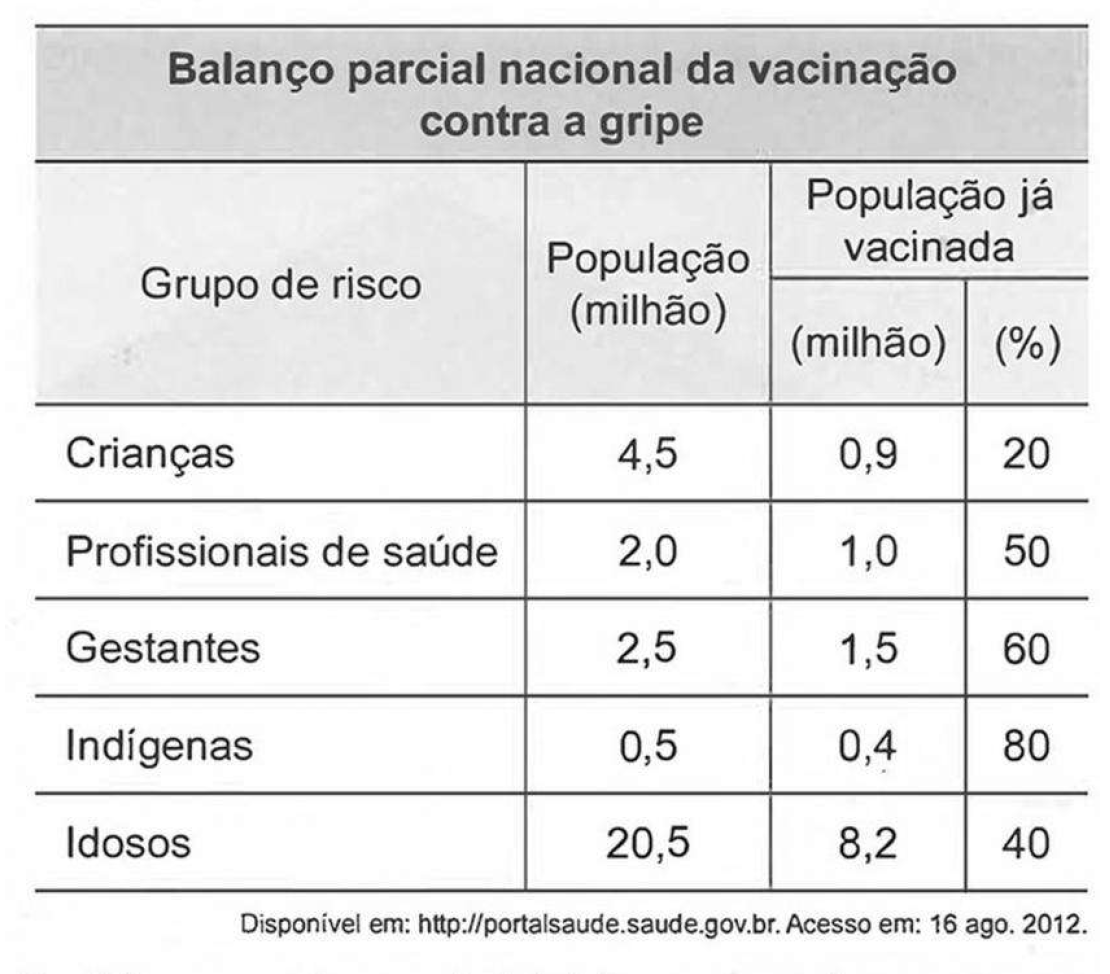 Balanço parcial nacional da vacinação
contra a gripe
Grupo de risco
População
(milhão)
População já
vacinada
(milhão)
(%)
Crianças 4,5 0,9 20
Profissionais de saúde 2,0 1,0 50
Gestantes 2,5 1,5 60
Indígenas 0,5 0,4 80
Idosos 20,5 8,2 40
Disponível em: http://portalsaude.saude.gov.br. Acesso em: 16 ago. 2012.